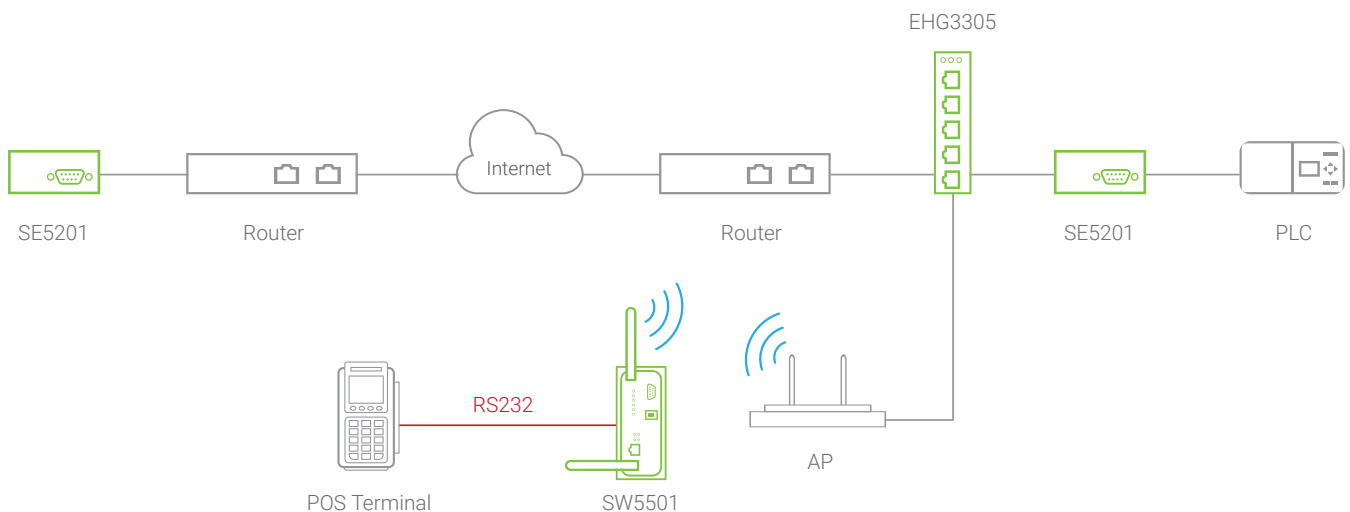 EHG3305
Internet
SE5201
Router
Router
SE5201
PLC
RS232
AP
POS Terminal
SW5501